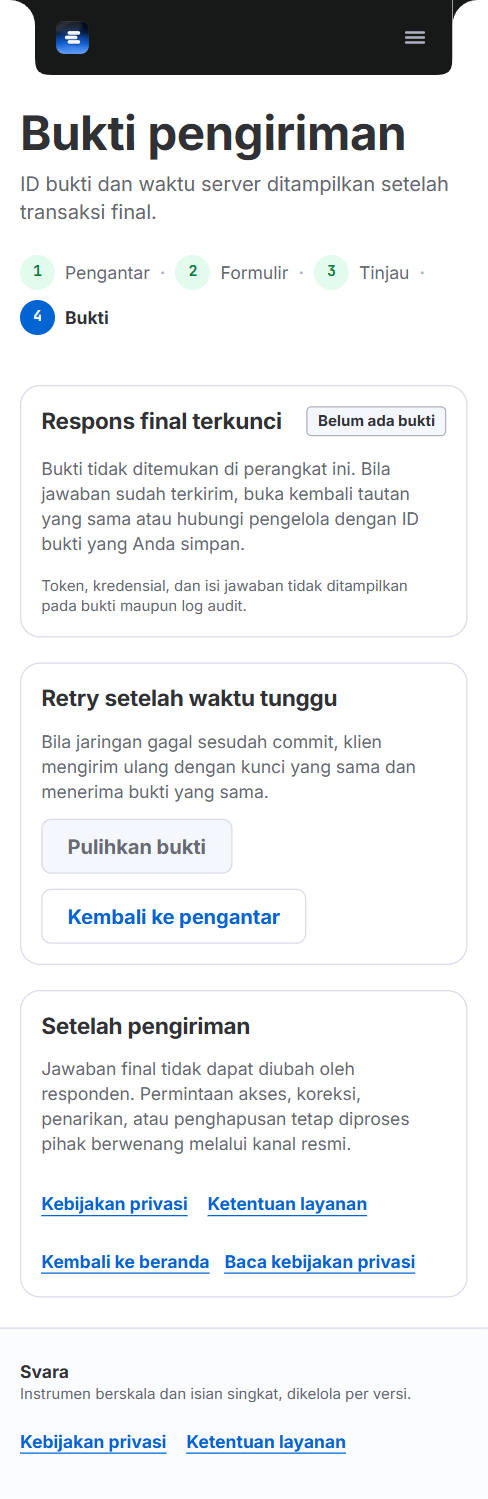 Bukti pengiriman
ID bukti dan waktu server ditampilkan setelah
transaksi final.
1 Pengantar · 2 Formulir · 3 Tinjau ·
4 Bukti
Respons final terkunci Belum ada bukti
Bukti tidak ditemukan di perangkat ini. Bila
jawaban sudah terkirim, buka kembali tautan
yang sama atau hubungi pengelola dengan ID
bukti yang Anda simpan.
Token, kredensial, dan isi jawaban tidak ditampilkan
pada bukti maupun log audit.
Retry setelah waktu tunggu
Bila jaringan gagal sesudah commit, klien
mengirim ulang dengan kunci yang sama dan
menerima bukti yang sama.
Pulihkan bukti
Kembali ke pengantar
Setelah pengiriman
Jawaban final tidak dapat diubah oleh
responden. Permintaan akses, koreksi,
penarikan, atau penghapusan tetap diproses
pihak berwenang melalui kanal resmi.
Kebijakan privasi Ketentuan layanan
Kembali ke beranda Baca kebijakan privasi
Svara
Instrumen berskala dan isian singkat, dikelola per versi.
Kebijakan privasi Ketentuan layanan